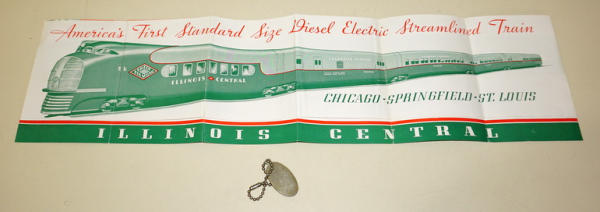 America's First Standard Size Diesel Electric Streamlined Train
ILLINOIS CENTRAL
CHICAGO-SPRINGFIELD-ST. LOUIS
ILLINOIS CENTRAL